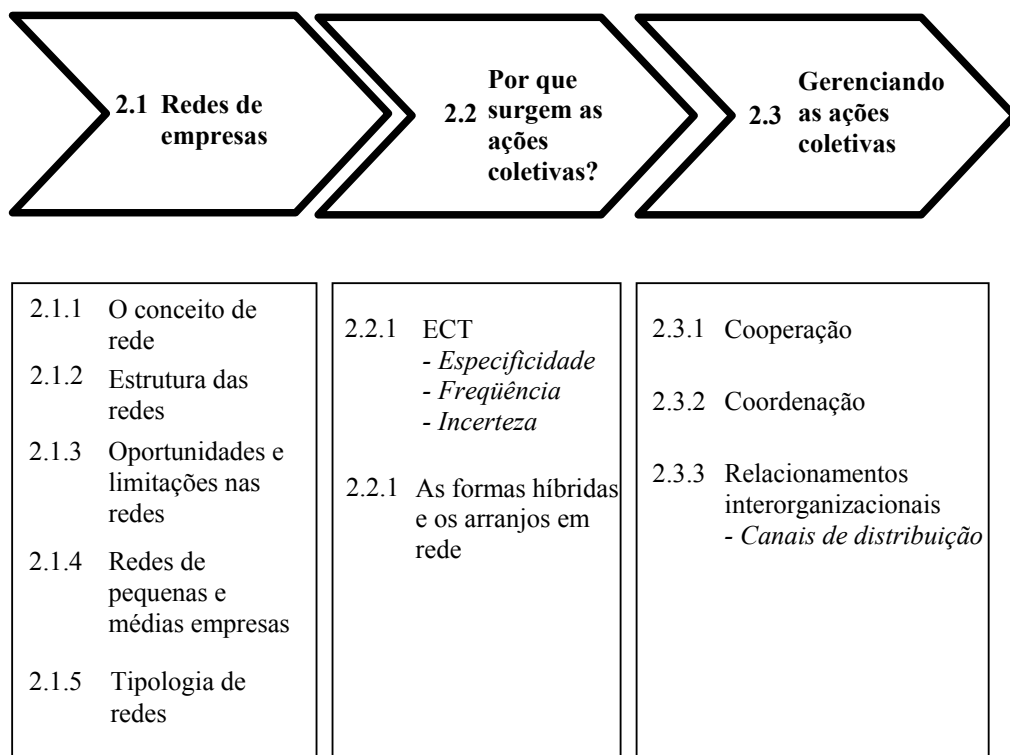 2.1 Redes de
empresas
2.2 Por que
surgem as
ações
coletivas?
2.3 Gerenciando
as ações
coletivas
2.1.1 O conceito de
rede
2.1.2 Estrutura das
redes
2.1.3 Oportunidades e
limitações nas
redes
2.1.4 Redes de
pequenas e
médias empresas
2.1.5 Tipologia de
redes
2.2.1 ECT
- Especificidade
- Freqüência
- Incerteza
2.2.1 As formas híbridas
e os arranjos em
rede
2.3.1 Cooperação
2.3.2 Coordenação
2.3.3 Relacionamentos
interorganizacionais
- Canais de distribuição